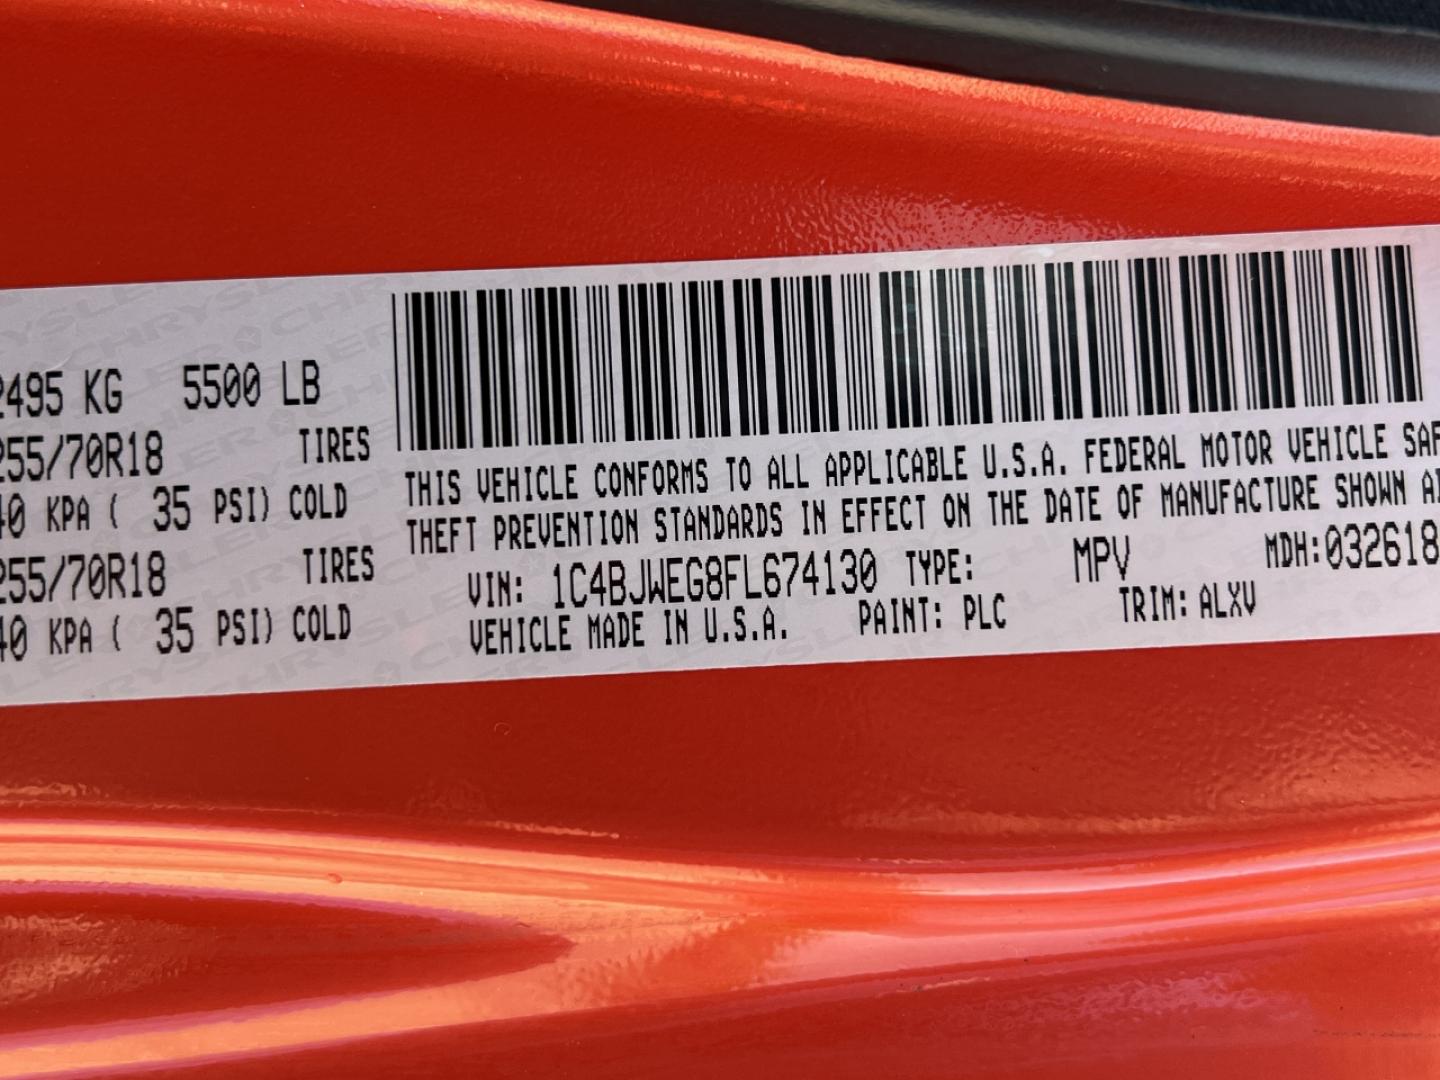 2495 KG 5500 LB
255/70R18 TIRES
40 KPA ( 35 PSI) COLD
255/70R18 TIRES
40 KPA ( 35 PSI) COLD
THIS VEHICLE CONFORMS TO ALL APPLICABLE U.S.A. FEDERAL MOTOR VEHICLE SAF
THEFT PREVENTION STANDARDS IN EFFECT ON THE DATE OF MANUFACTURE SHOWN
VIN: 1C4BJWEG8FL674130 TYPE: MPV MDH:032618
VEHICLE MADE IN U.S.A. PAINT: PLC TRIM: ALXV